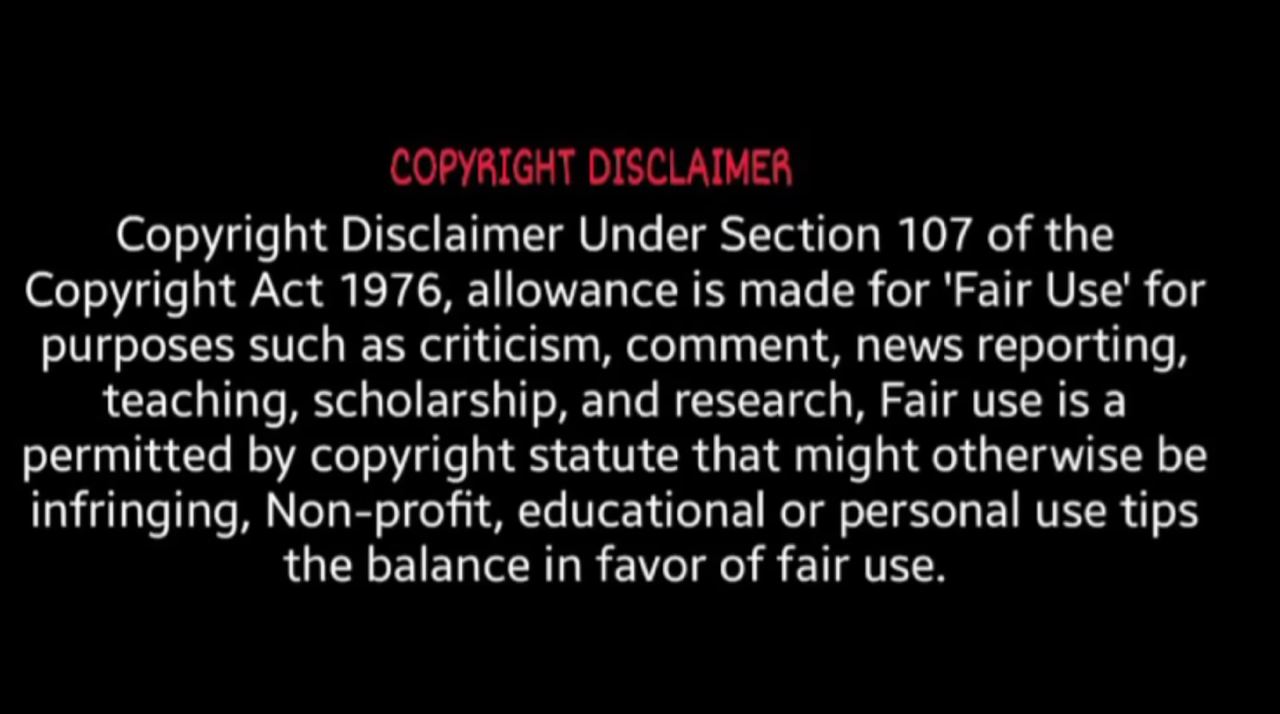 COPYRIGHT DISCLAIMER
Copyright Disclaimer Under Section 107 of the
Copyright Act 1976, allowance is made for 'Fair Use' for
purposes such as criticism, comment, news reporting,
teaching, scholarship, and research, Fair use is a
permitted by copyright statute that might otherwise be
infringing, Non-profit, educational or personal use tips
the balance in favor of fair use.